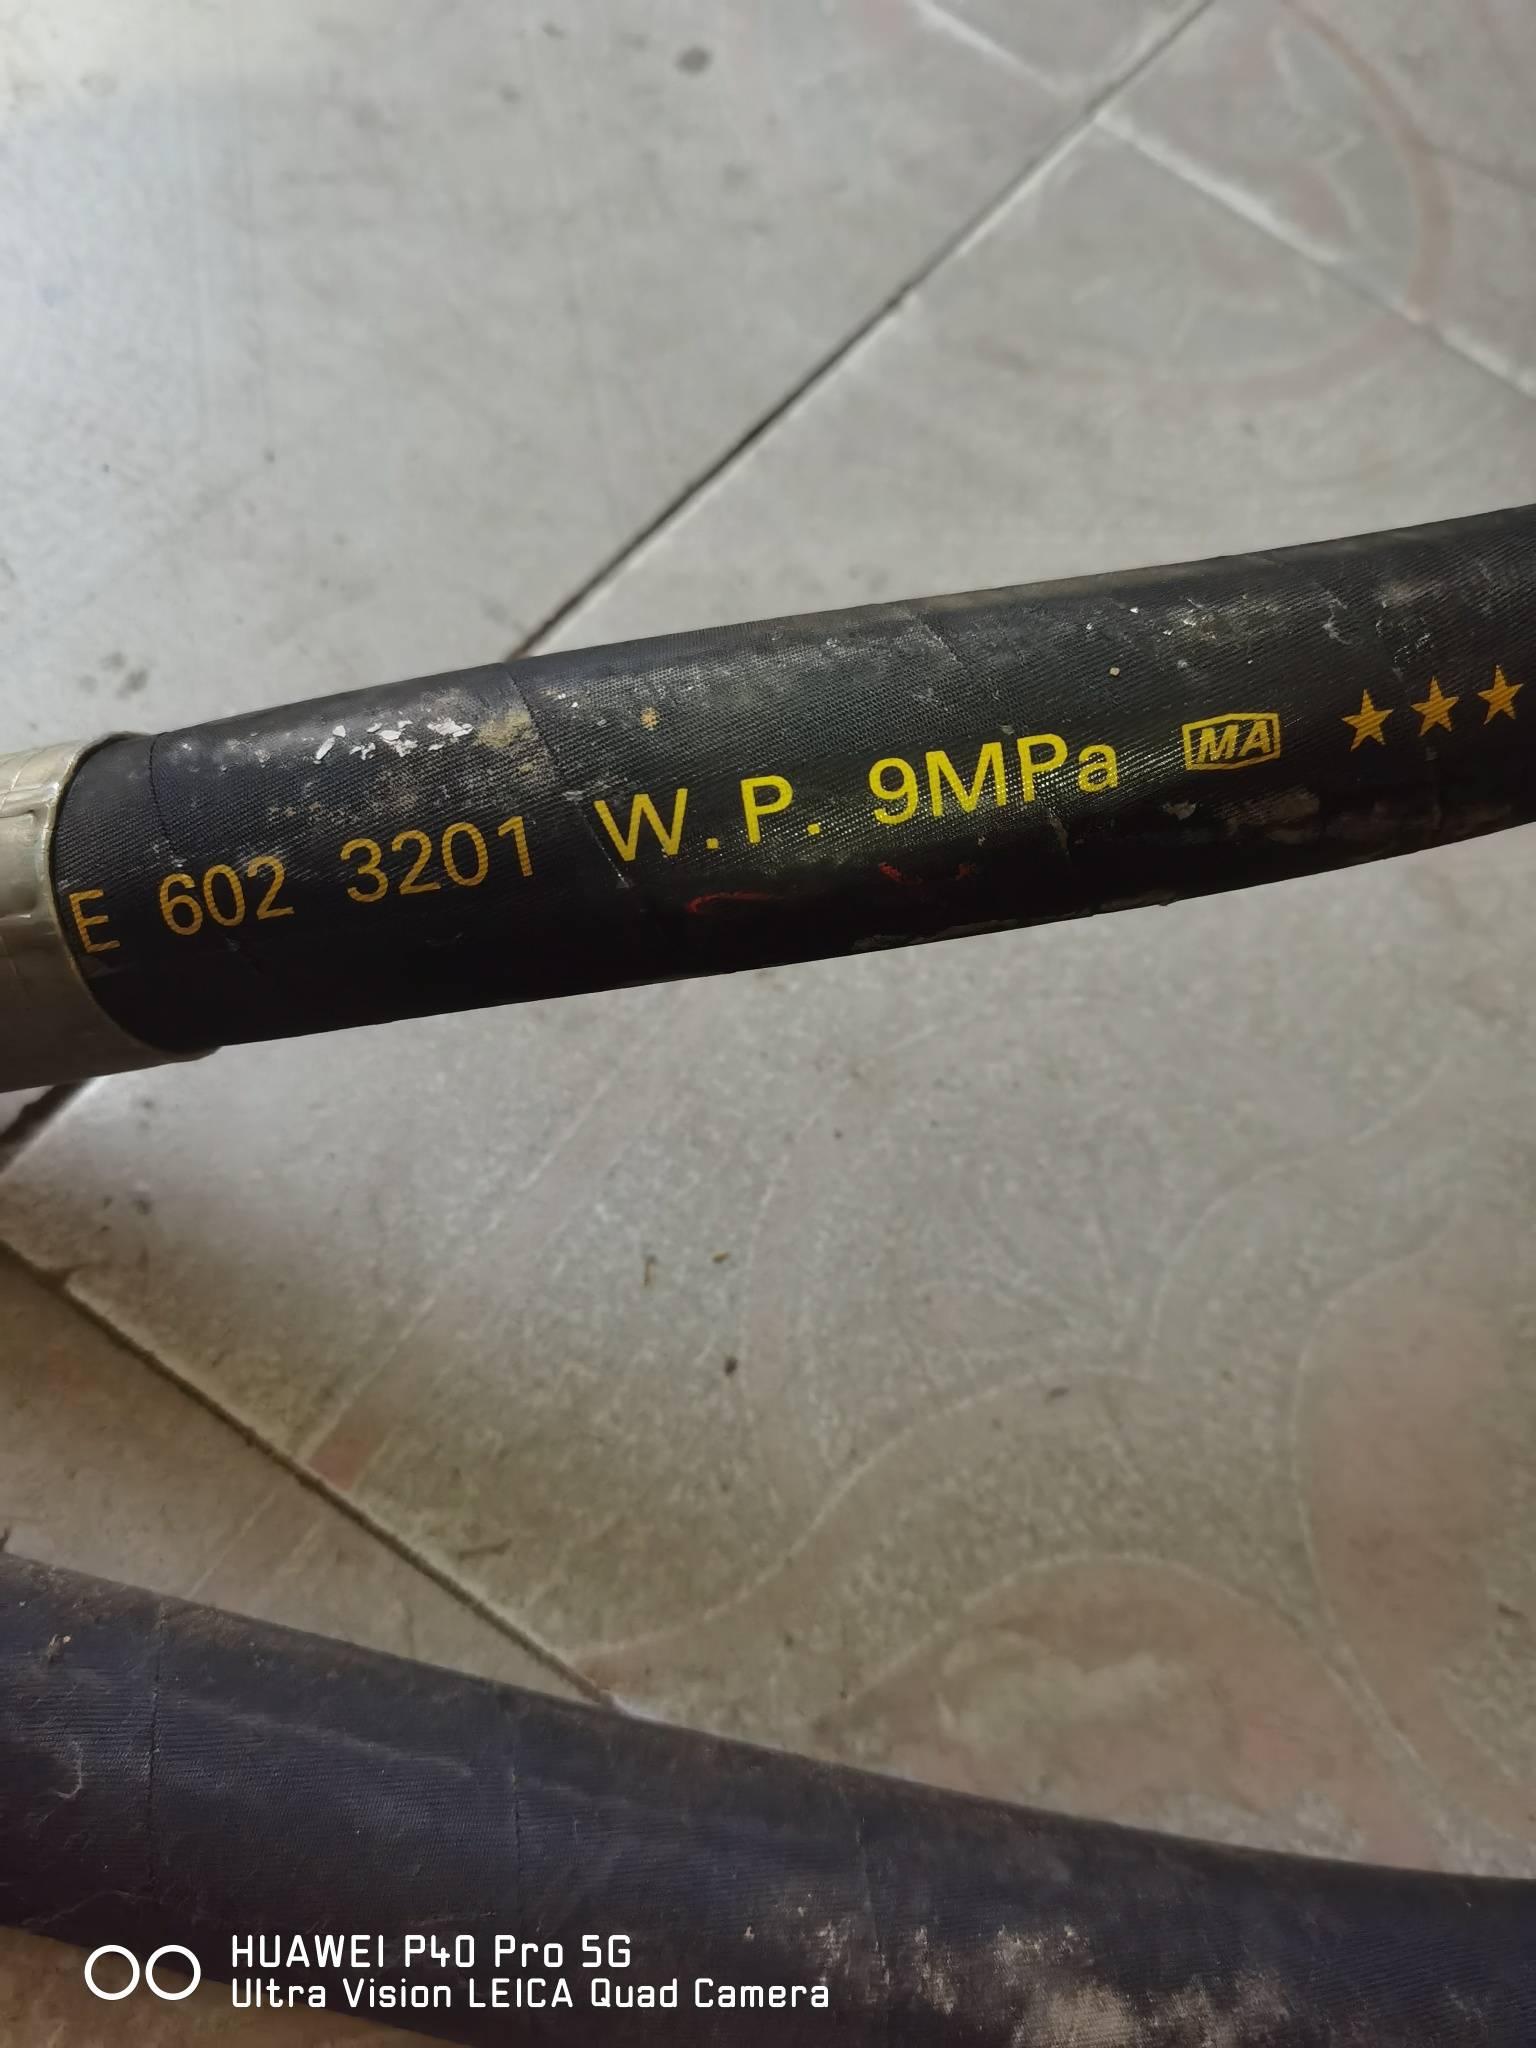 E 602 3201 W.P. 9MPa MA ★★★
HUAWEI P40 Pro 5G
Ultra Vision LEICA Quad Camera